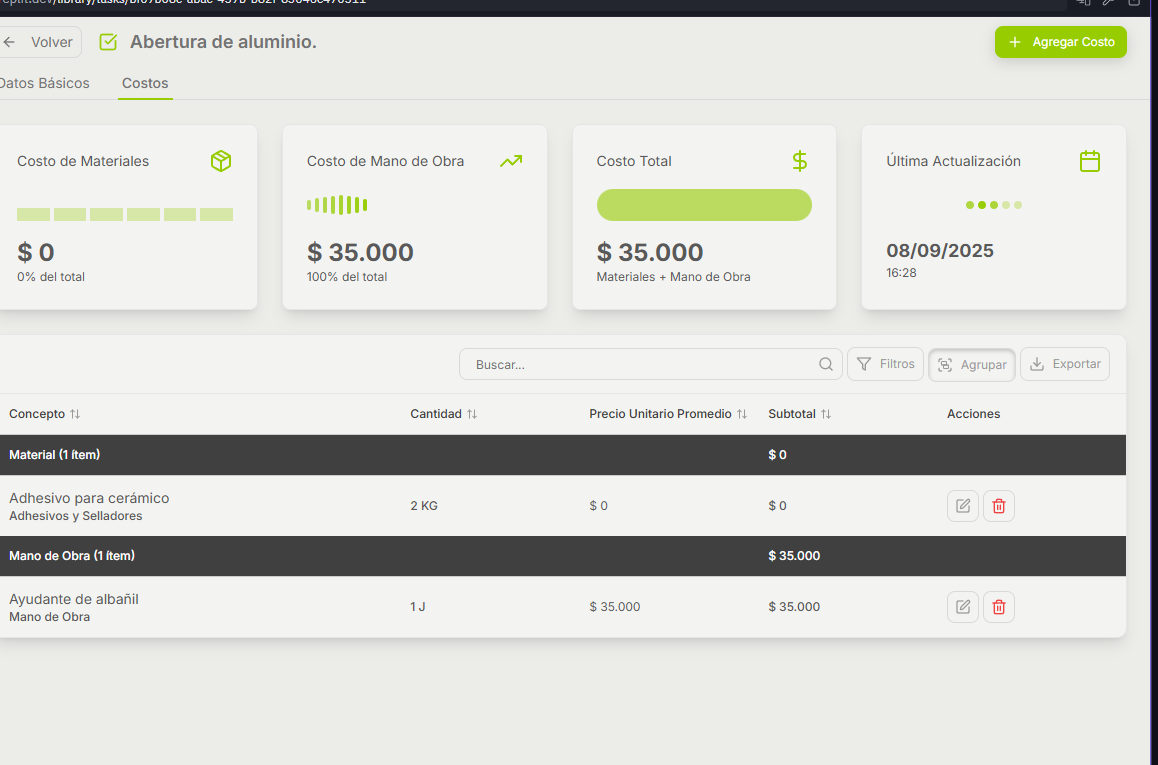 Volver
Abertura de aluminio.
Agregar Costo
Datos Básicos
Costos
Costo de Materiales
$ 0
0% del total
Costo de Mano de Obra
$ 35.000
100% del total
Costo Total
$ 35.000
Materiales + Mano de Obra
Última Actualización
08/09/2025
16:28
Buscar...
Filtros
Agrupar
Exportar
Concepto Cantidad Precio Unitario Promedio Subtotal Acciones
Material (1 ítem) $ 0
Adhesivo para cerámico
Adhesivos y Selladores
2 KG $ 0 $ 0
Mano de Obra (1 ítem) $ 35.000
Ayudante de albañil
Mano de Obra
1 J $ 35.000 $ 35.000